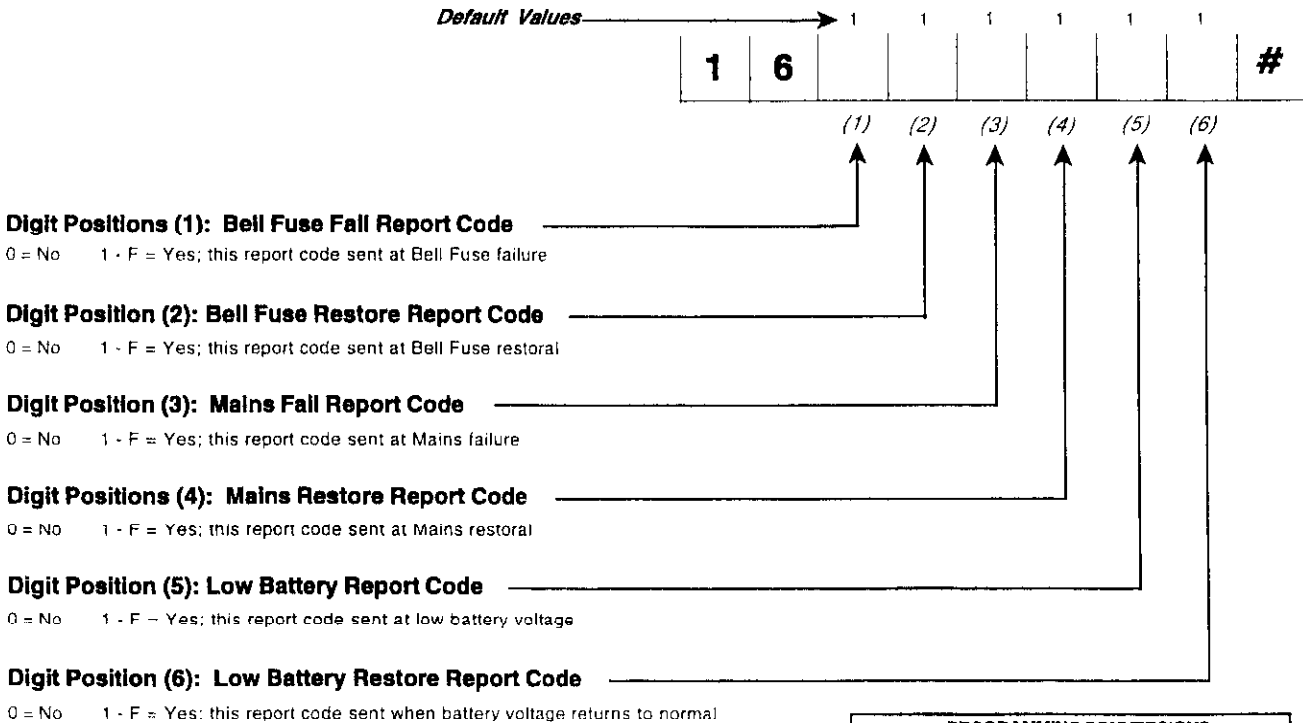 Default Values 1 1 1 1 1 1
1 6 #
(1) (2) (3) (4) (5) (6)
Digit Positions (1): Bell Fuse Fail Report Code
0 = No 1 - F = Yes; this report code sent at Bell Fuse failure
Digit Position (2): Bell Fuse Restore Report Code
0 = No 1 - F = Yes; this report code sent at Bell Fuse restoral
Digit Position (3): Mains Fail Report Code
0 = No 1 - F = Yes; this report code sent at Mains failure
Digit Positions (4): Mains Restore Report Code
0 = No 1 - F = Yes; this report code sent at Mains restoral
Digit Position (5): Low Battery Report Code
0 = No 1 - F = Yes; this report code sent at low battery voltage
Digit Position (6): Low Battery Restore Report Code
0 = No 1 - F = Yes; this report code sent when battery voltage returns to normal